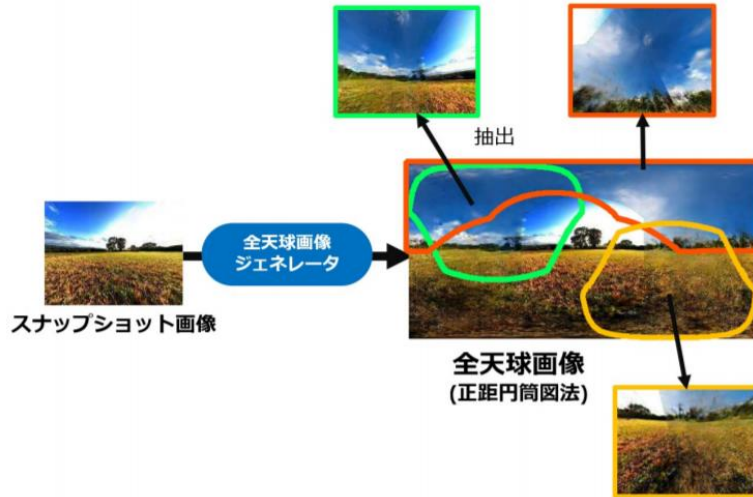 抽出
全天球画像
ジェネレータ
スナップショット画像
全天球画像
(正距円筒図法)